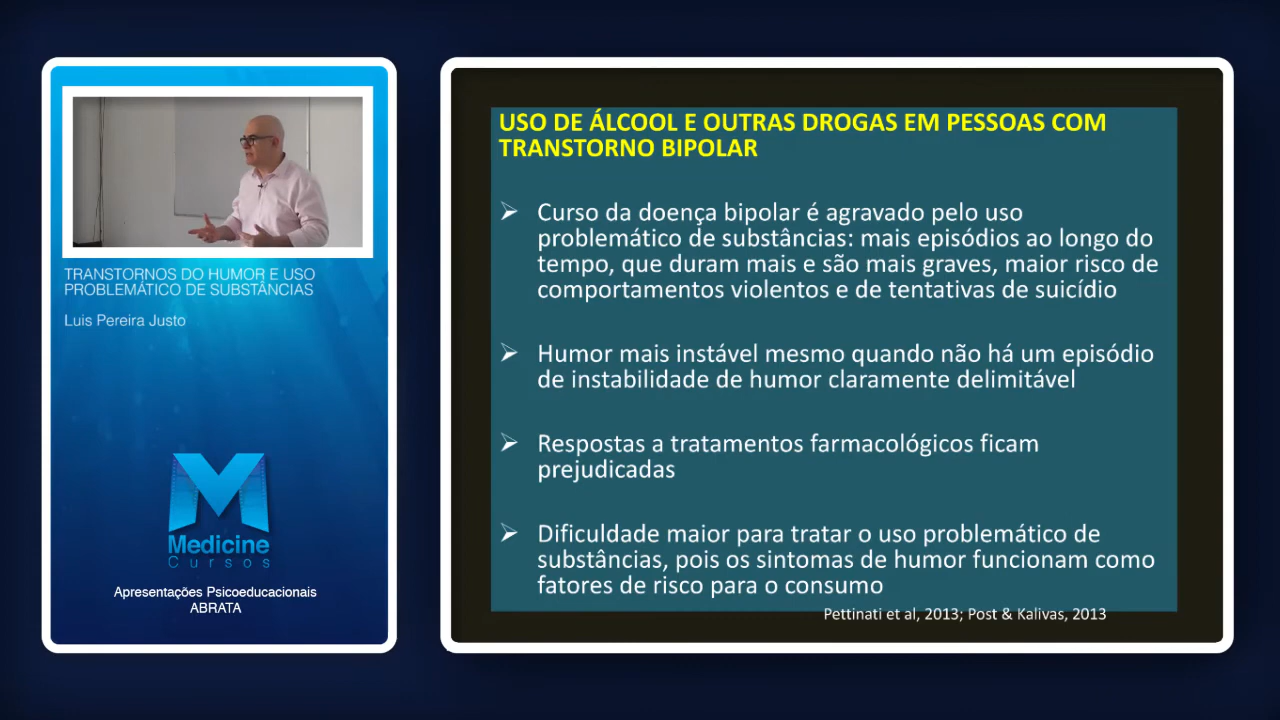 TRANSTORNOS DO HUMOR E USO
PROBLEMÁTICO DE SUBSTÂNCIAS
Luis Pereira Justo
Medicine
Cursos
Apresentações Psicoeducacionais
ABRATA
USO DE ÁLCOOL E OUTRAS DROGAS EM PESSOAS COM
TRANSTORNO BIPOLAR
➢ Curso da doença bipolar é agravado pelo uso
problemático de substâncias: mais episódios ao longo do
tempo, que duram mais e são mais graves, maior risco de
comportamentos violentos e de tentativas de suicídio
➢ Humor mais instável mesmo quando não há um episódio
de instabilidade de humor claramente delimitável
➢ Respostas a tratamentos farmacológicos ficam
prejudicadas
➢ Dificuldade maior para tratar o uso problemático de
substâncias, pois os sintomas de humor funcionam como
fatores de risco para o consumo
Pettinati et al, 2013; Post & Kalivas, 2013